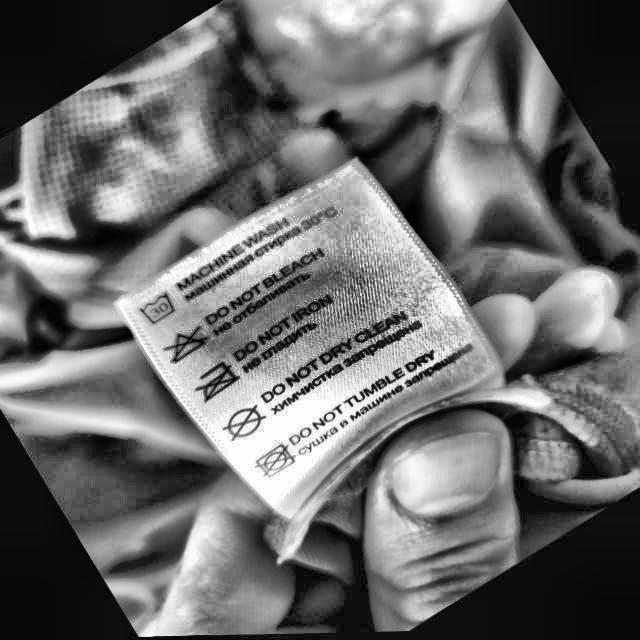 30
MACHINE WASH
машинная стирка 30°C
DO NOT BLEACH
не отбеливать
DO NOT IRON
не гладить
DO NOT DRY CLEAN
химчистка запрещена
DO NOT TUMBLE DRY
сушка в машине запрещена